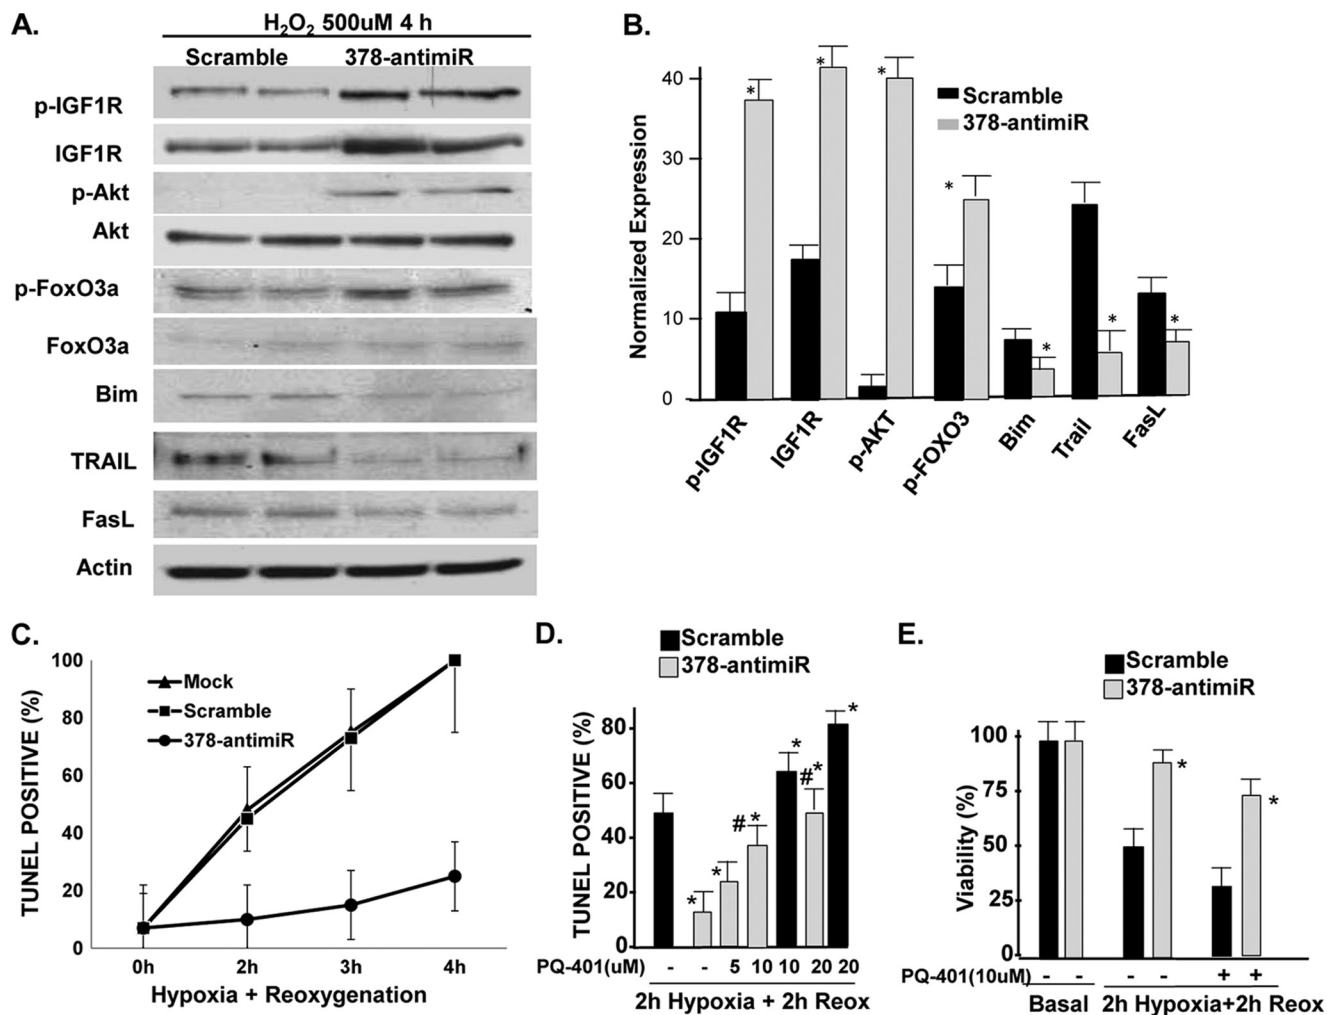 A.
H₂O₂ 500uM 4 h
Scramble 378-antimiR
p-IGF1R
IGF1R
p-Akt
Akt
p-FoxO3a
FoxO3a
Bim
TRAIL
FasL
Actin
B.
Normalized Expression
40
30
20
10
0
* * * * * * *
Scramble
378-antimiR
p-IGF1R IGF1R p-AKT p-FOXO3 Bim Trail FasL
C.
TUNEL POSITIVE (%)
100
80
60
40
20
0
Mock
Scramble
378-antimiR
0h 2h 3h 4h
Hypoxia + Reoxygenation
D.
Scramble
378-antimiR
TUNEL POSITIVE (%)
80
60
40
20
0
* * # * * # * *
PQ-401(uM) - - 5 10 10 20 20
2h Hypoxia + 2h Reox
E.
Scramble
378-antimiR
Viability (%)
100
75
50
25
0
* *
PQ-401(10uM) - - - - + +
Basal 2h Hypoxia+2h Reox